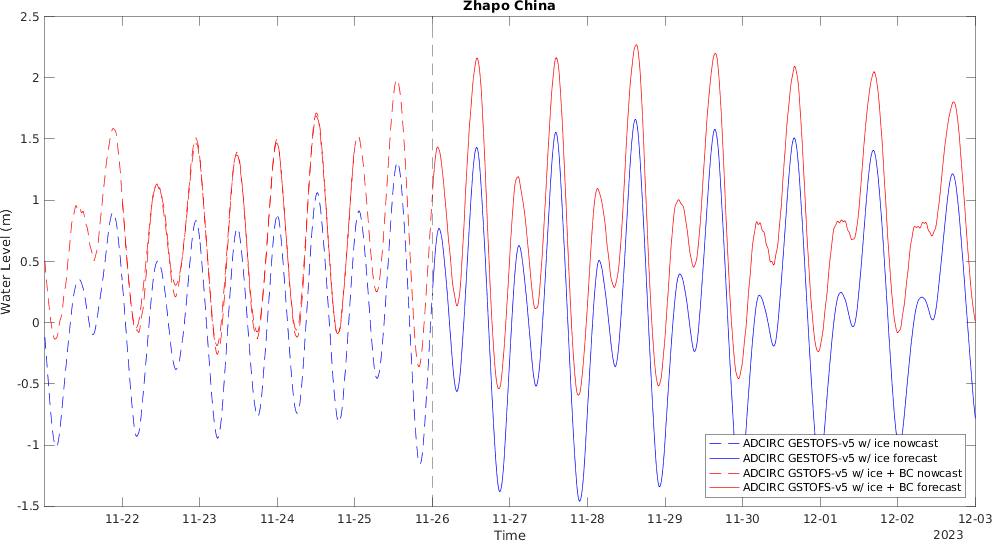 Zhapo China
Water Level (m)
2.5
2
1.5
1
0.5
0
-0.5
-1
-1.5
ADCIRC GESTOFS-v5 w/ ice nowcast
ADCIRC GESTOFS-v5 w/ ice forecast
ADCIRC GSTOFS-v5 w/ ice + BC nowcast
ADCIRC GSTOFS-v5 w/ ice + BC forecast
11-22 11-23 11-24 11-25 11-26 11-27 11-28 11-29 11-30 12-01 12-02 12-03
Time
2023